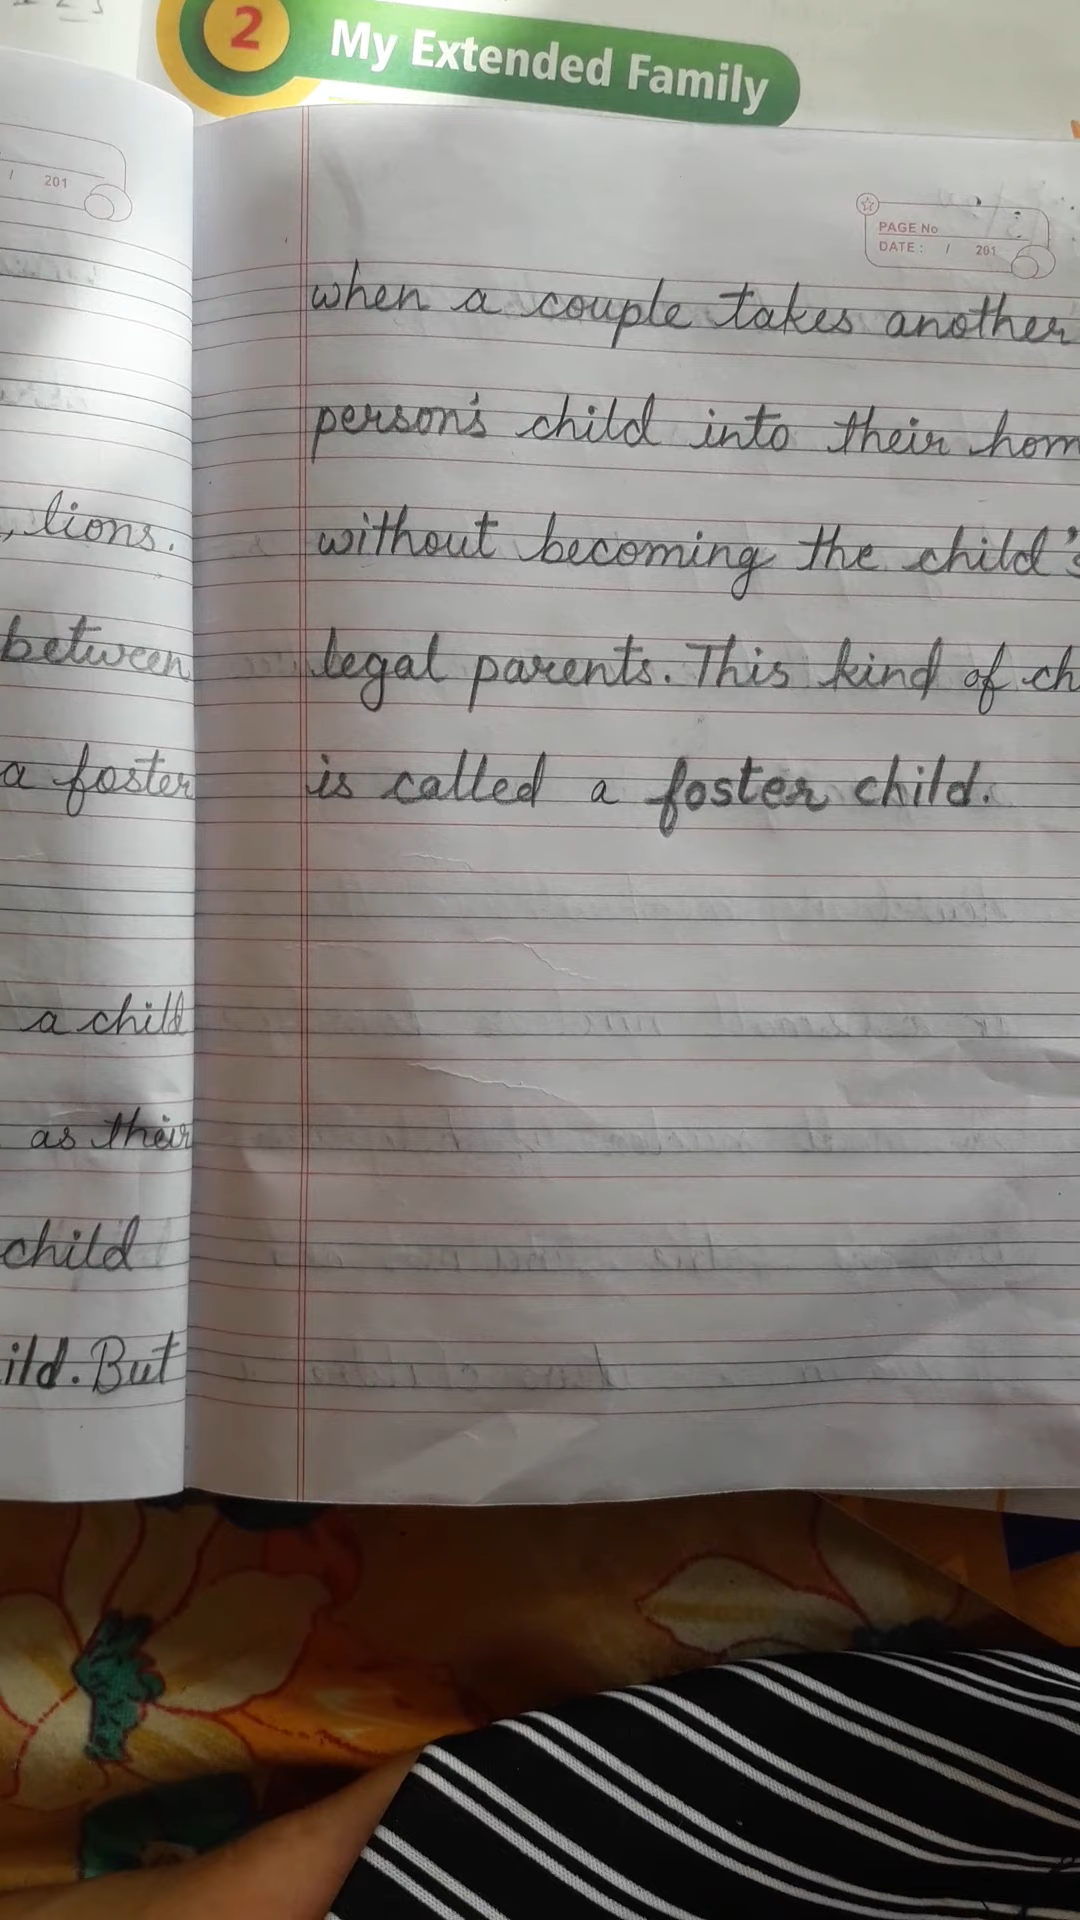 2 My Extended Family
/ 201
, lions.
between
a foster
a child
as their
child
ild. But
PAGE No
DATE : / 201
when a couple takes another
person's child into their hom
without becoming the child's
legal parents. This kind of ch
is called a foster child.